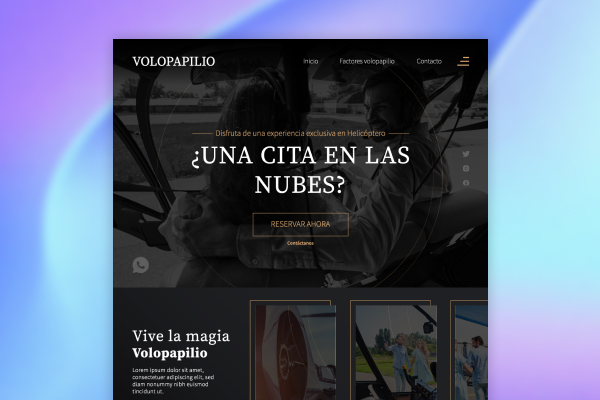 VOLOPAPILIO
Inicio Factores volopapilio Contacto
Disfruta de una experiencia exclusiva en Helicóptero
¿UNA CITA EN LAS
NUBES?
RESERVAR AHORA
Contáctanos
Vive la magia
Volopapilio
Lorem ipsum dolor sit amet,
consectetuer adipiscing elit, sed
diam nonummy nibh euismod
tincidunt ut.